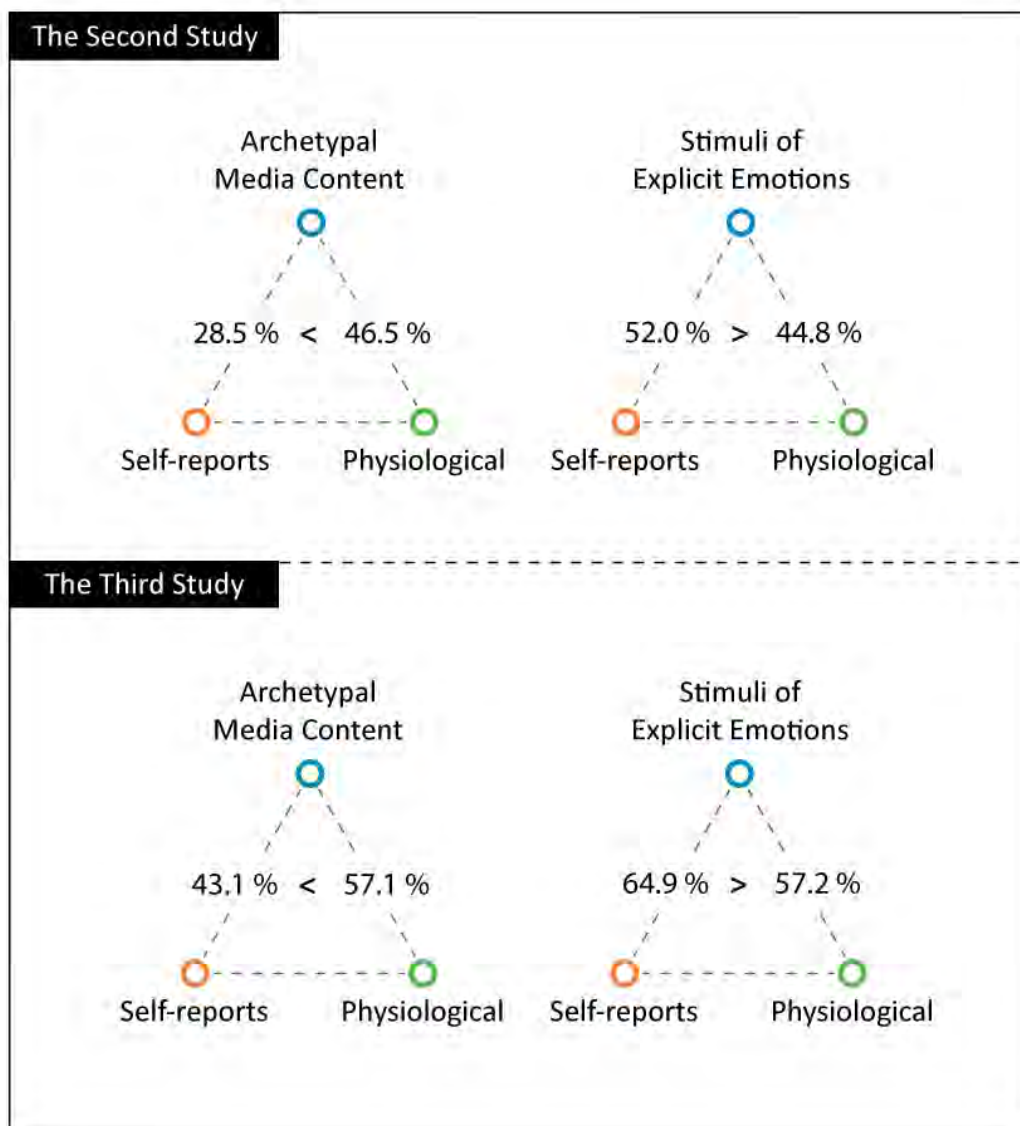 The Second Study
Archetypal
Media Content
Stimuli of
Explicit Emotions
28.5 % < 46.5 %
52.0 % > 44.8 %
Self-reports
Physiological
Self-reports
Physiological
The Third Study
Archetypal
Media Content
Stimuli of
Explicit Emotions
43.1 % < 57.1 %
64.9 % > 57.2 %
Self-reports
Physiological
Self-reports
Physiological